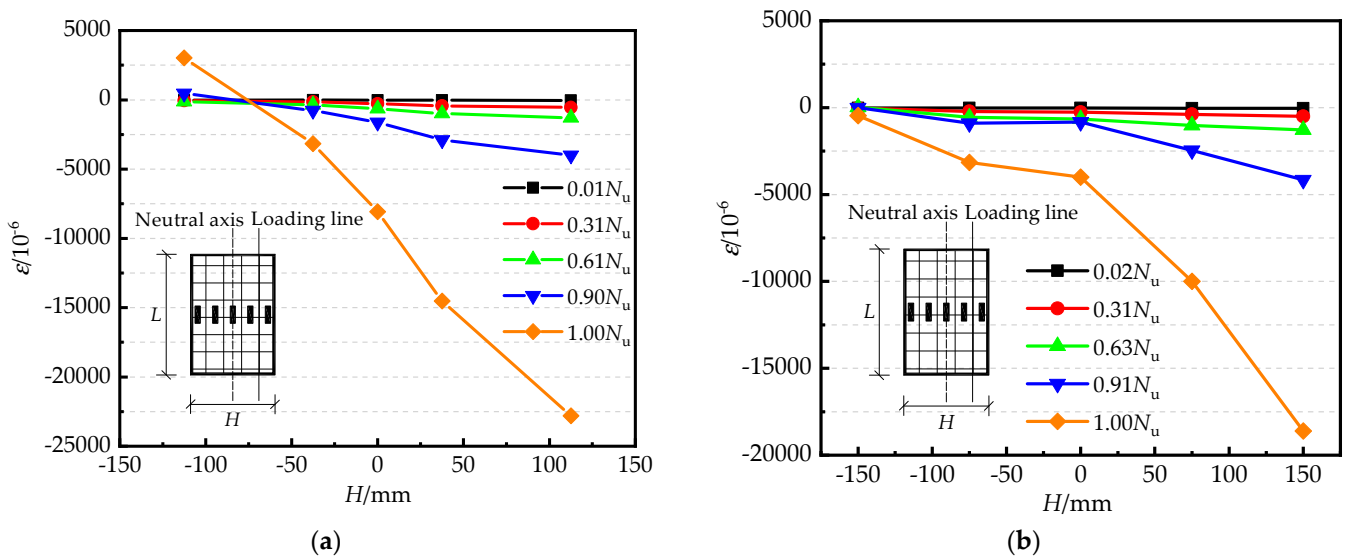 5000
0
-5000
-10000
-15000
-20000
-25000
ε/10⁻⁶
-150
-100
-50
0
50
100
150
H/mm
0.01Nᵤ
0.31Nᵤ
0.61Nᵤ
0.90Nᵤ
1.00Nᵤ
Neutral axis Loading line
L
H
(a)
5000
0
-5000
-10000
-15000
-20000
ε/10⁻⁶
-150
-100
-50
0
50
100
150
H/mm
Neutral axis Loading line
L
H
0.02Nᵤ
0.31Nᵤ
0.63Nᵤ
0.91Nᵤ
1.00Nᵤ
(b)